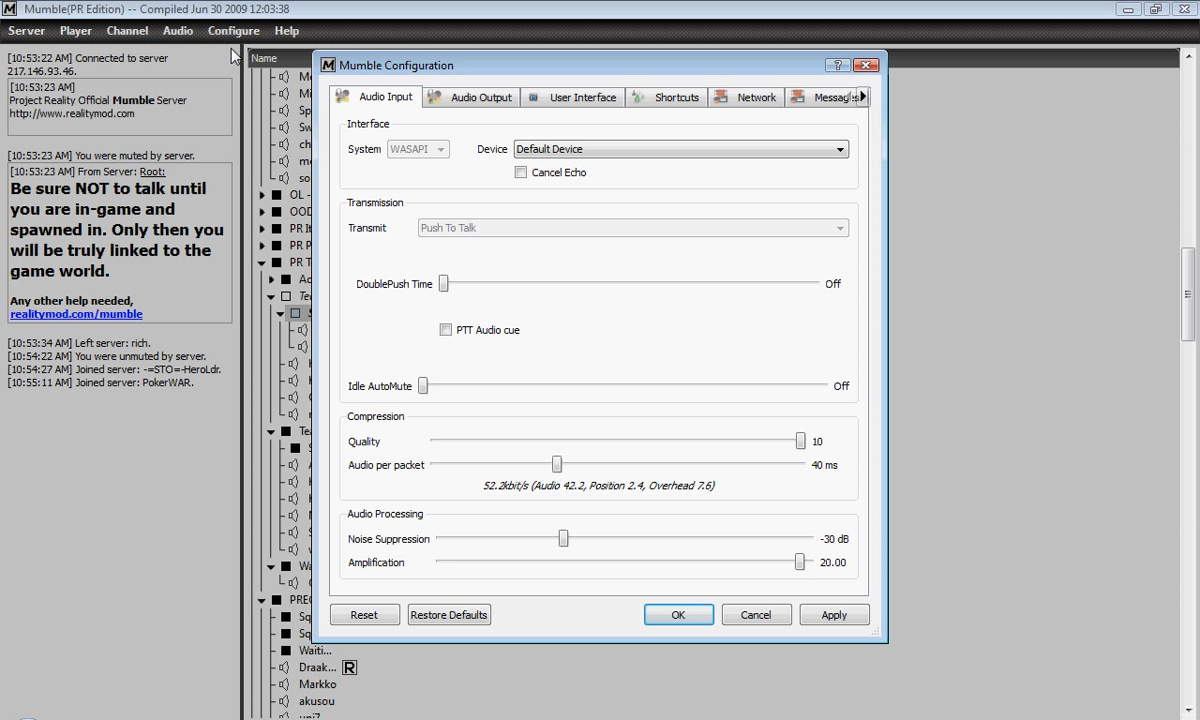 Mumble(PR Edition) -- Compiled Jun 30 2009 12:03:38
Server Player Channel Audio Configure Help
[10:53:22 AM] Connected to server
217.146.93.46.
[10:53:23 AM]
Project Reality Official Mumble Server
http://www.realitymod.com
[10:53:23 AM] You were muted by server.
[10:53:23 AM] From Server: Root:
Be sure NOT to talk until
you are in-game and
spawned in. Only then you
will be truly linked to the
game world.
Any other help needed,
realitymod.com/mumble
[10:53:34 AM] Left server: rich.
[10:54:22 AM] You were unmuted by server.
[10:54:27 AM] Joined server: -=STO=-HeroLdr.
[10:55:11 AM] Joined server: PokerWAR.
Name
OL -
PR It
PR P
PR T
PREC
Waiti...
Draak... R
Markko
akusou
Mumble Configuration
Audio Input Audio Output User Interface Shortcuts Network Messages
Interface
System WASAPI Device Default Device
Cancel Echo
Transmission
Transmit Push To Talk
DoublePush Time Off
PTT Audio cue
Idle AutoMute Off
Compression
Quality 10
Audio per packet 40 ms
52.2kbit/s (Audio 42.2, Position 2.4, Overhead 7.6)
Audio Processing
Noise Suppression -30 dB
Amplification 20.00
Reset Restore Defaults OK Cancel Apply